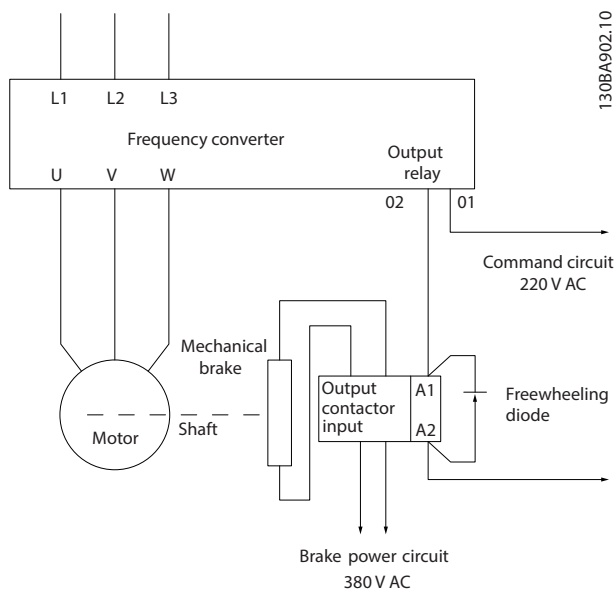 130BA902.10
L1 L2 L3
Frequency converter
U V W
Output
relay
02 01
Command circuit
220 V AC
Mechanical
brake
Output
contactor
input
A1
A2
Freewheeling
diode
Motor
Shaft
Brake power circuit
380 V AC